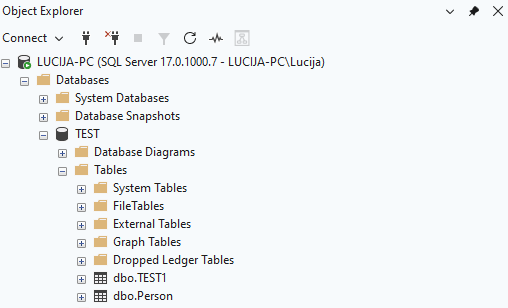 Object Explorer
Connect
LUCIJA-PC (SQL Server 17.0.1000.7 - LUCIJA-PC\Lucija)
Databases
System Databases
Database Snapshots
TEST
Database Diagrams
Tables
System Tables
FileTables
External Tables
Graph Tables
Dropped Ledger Tables
dbo.TEST1
dbo.Person